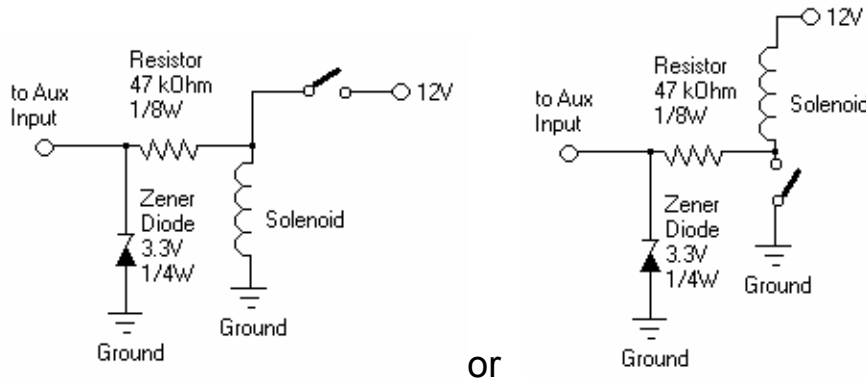 Resistor
47 kOhm
1/8W
to Aux
Input
12V
Zener
Diode
3.3V
1/4W
Solenoid
Ground
Ground
or
12V
Resistor
47 kOhm
1/8W
Solenoid
to Aux
Input
Zener
Diode
3.3V
1/4W
Ground
Ground